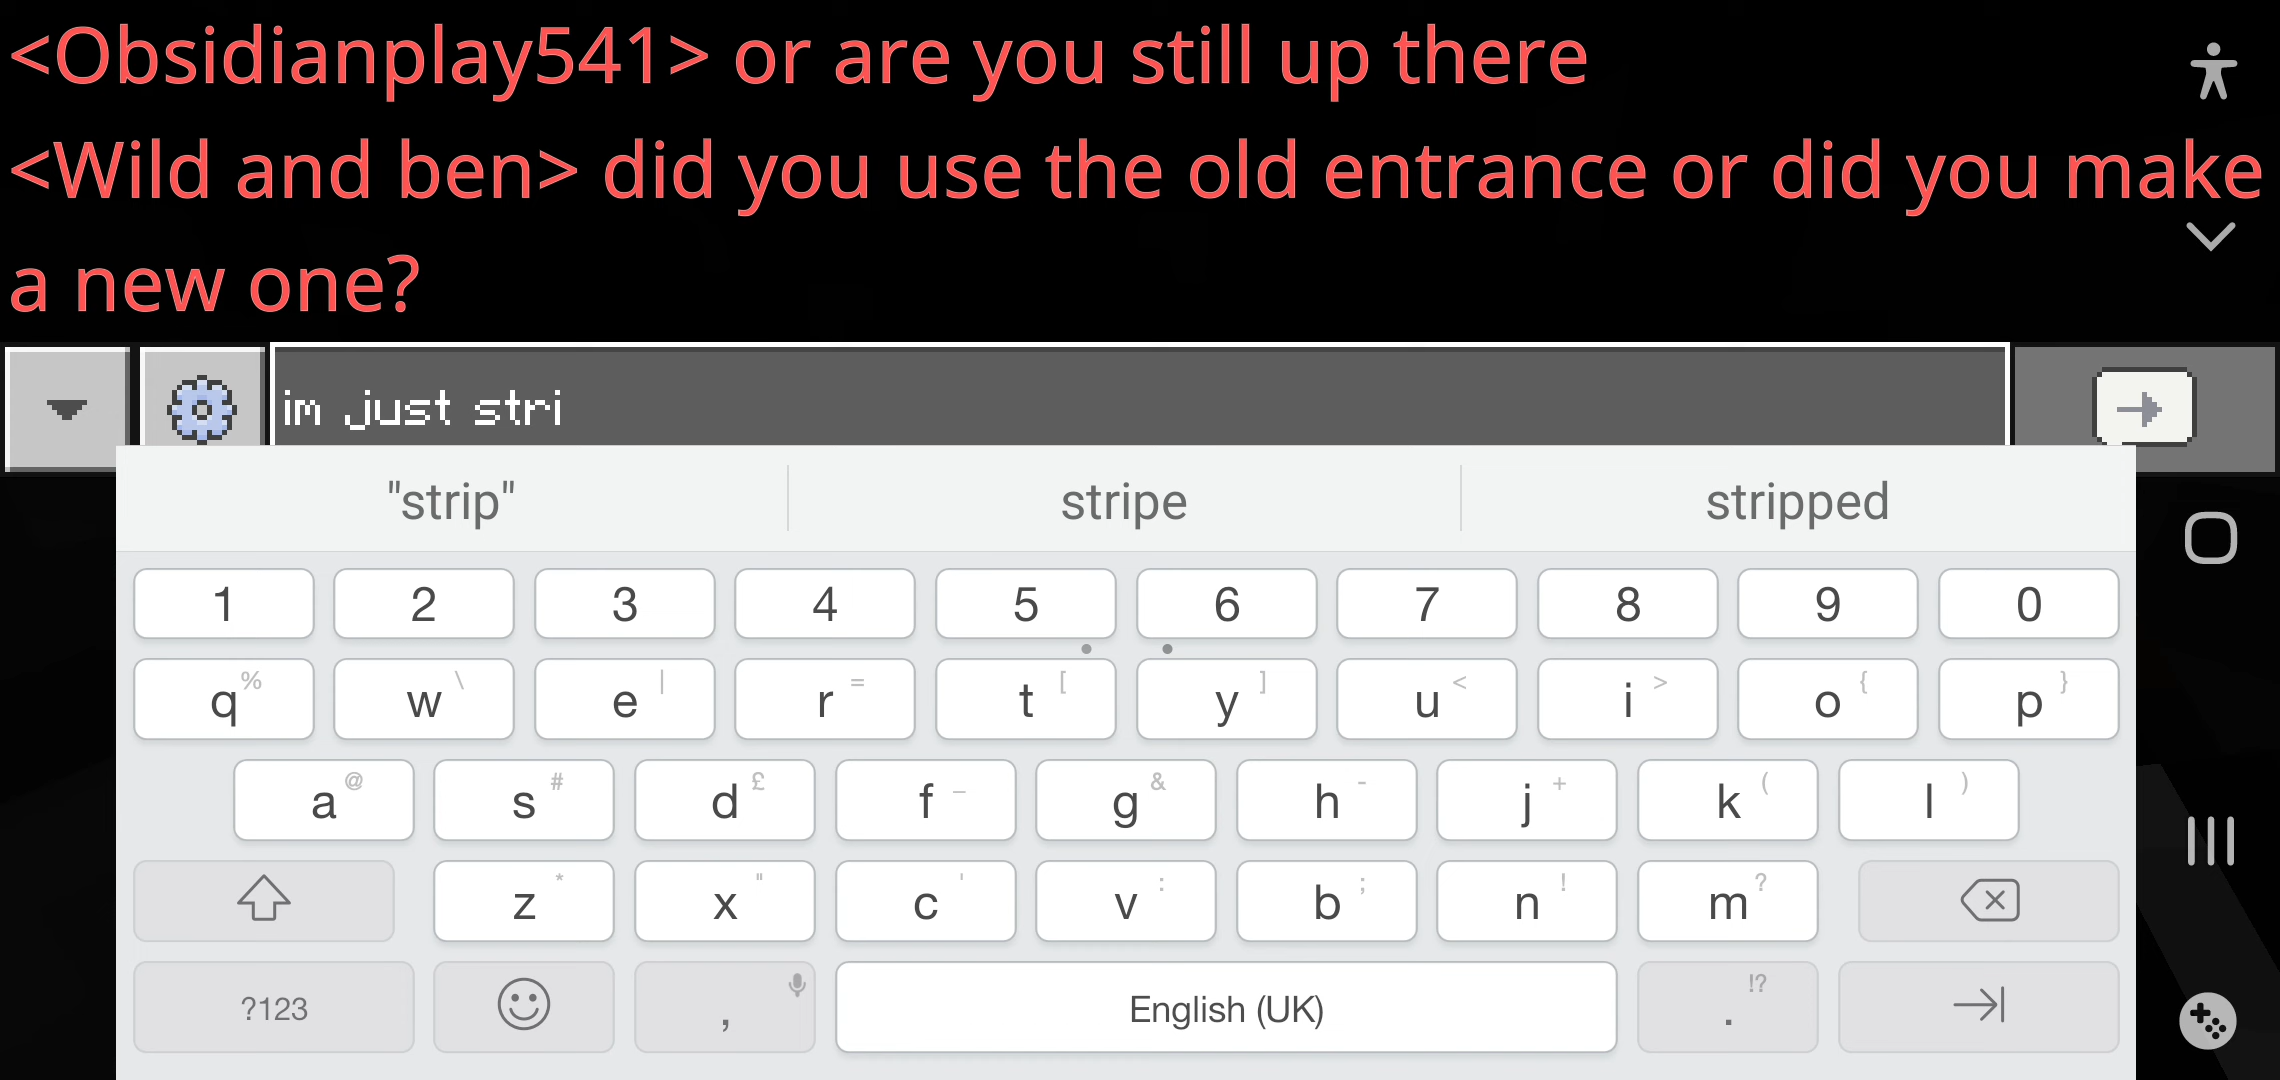 <Obsidianplay541> or are you still up there
<Wild and ben> did you use the old entrance or did you make
a new one?
im just stri
"strip" stripe stripped
1 2 3 4 5 6 7 8 9 0
q % w \ e | r = t [ y ] u < i > o { p }
a @ s # d £ f _ g & h - j + k ( l )
z * x " c ' v : b ; n ! m ?
?123 , English (UK) . !?